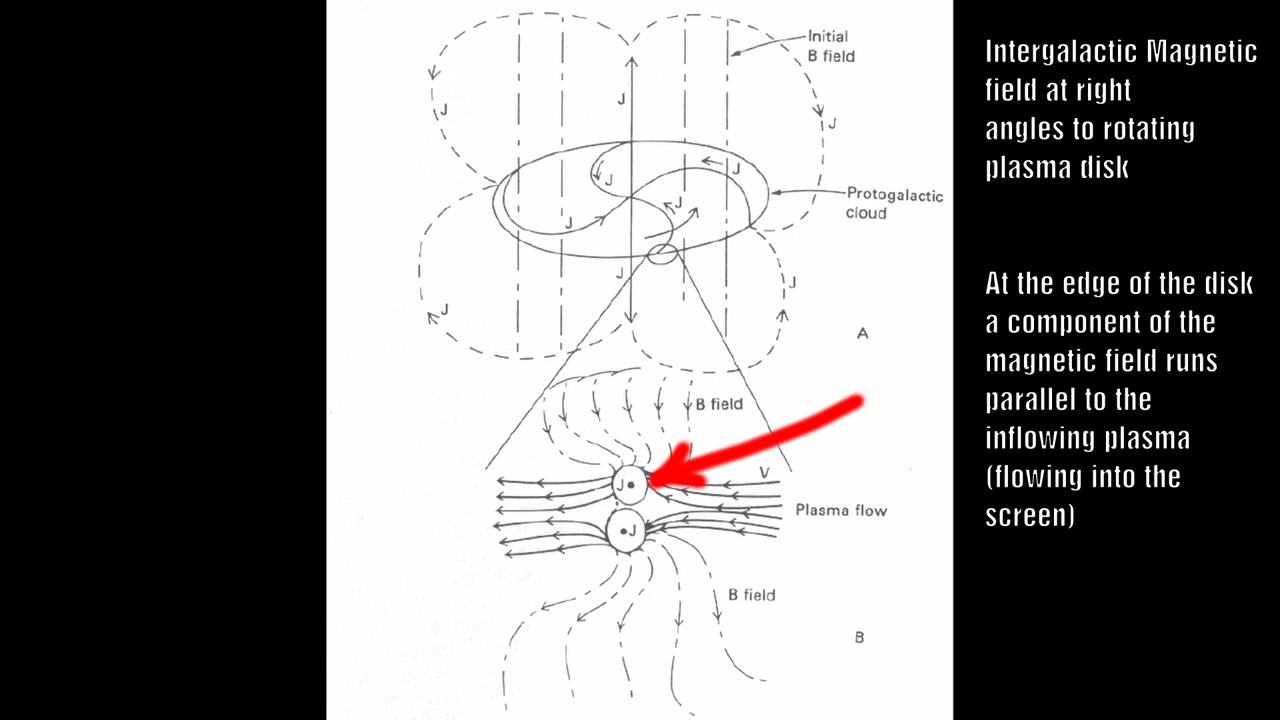 Initial
B field
J
J
J
J
J
J
J
Protogalactic
cloud
J
J
J
J
A
B field
V
J
Plasma flow
J
B field
B
Intergalactic Magnetic
field at right
angles to rotating
plasma disk
At the edge of the disk
a component of the
magnetic field runs
parallel to the
inflowing plasma
(flowing into the
screen)